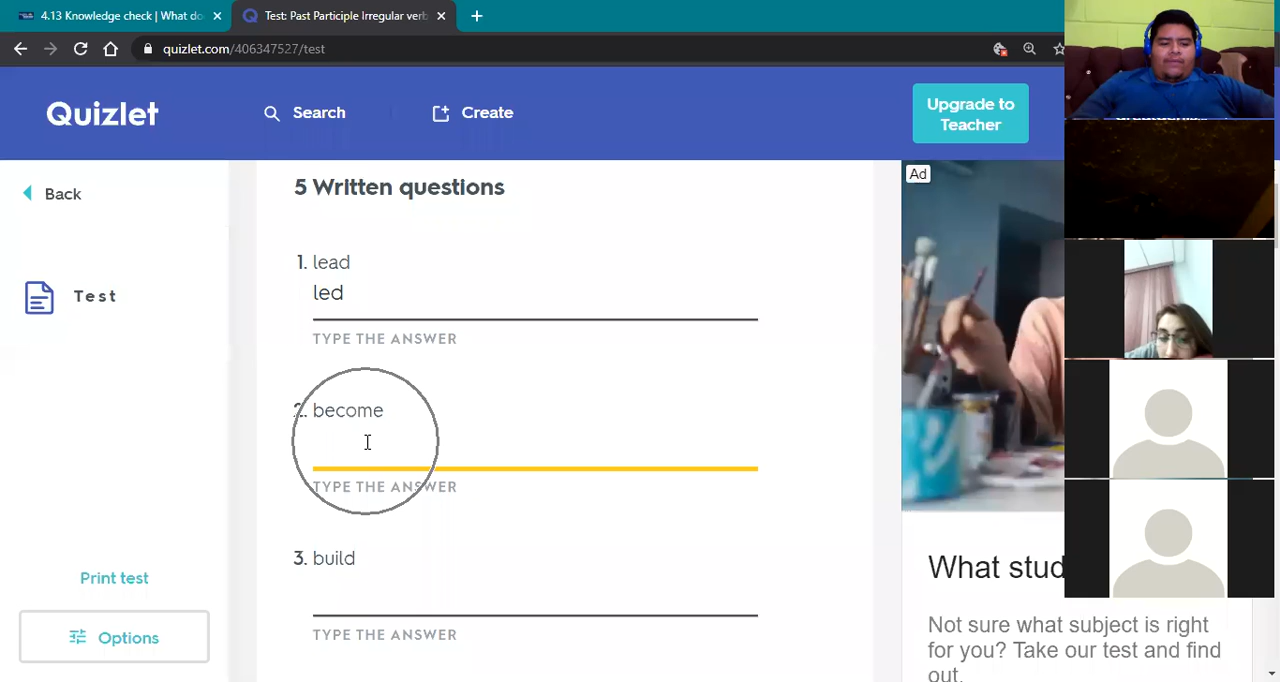 4.13 Knowledge check | What do
Test: Past Participle Irregular verb
quizlet.com/406347527/test
Quizlet
Search
Create
Upgrade to
Teacher
Back
Test
Print test
Options
5 Written questions
1. lead
led
TYPE THE ANSWER
2. become
TYPE THE ANSWER
3. build
TYPE THE ANSWER
Ad
What stud
Not sure what subject is right
for you? Take our test and find
out.